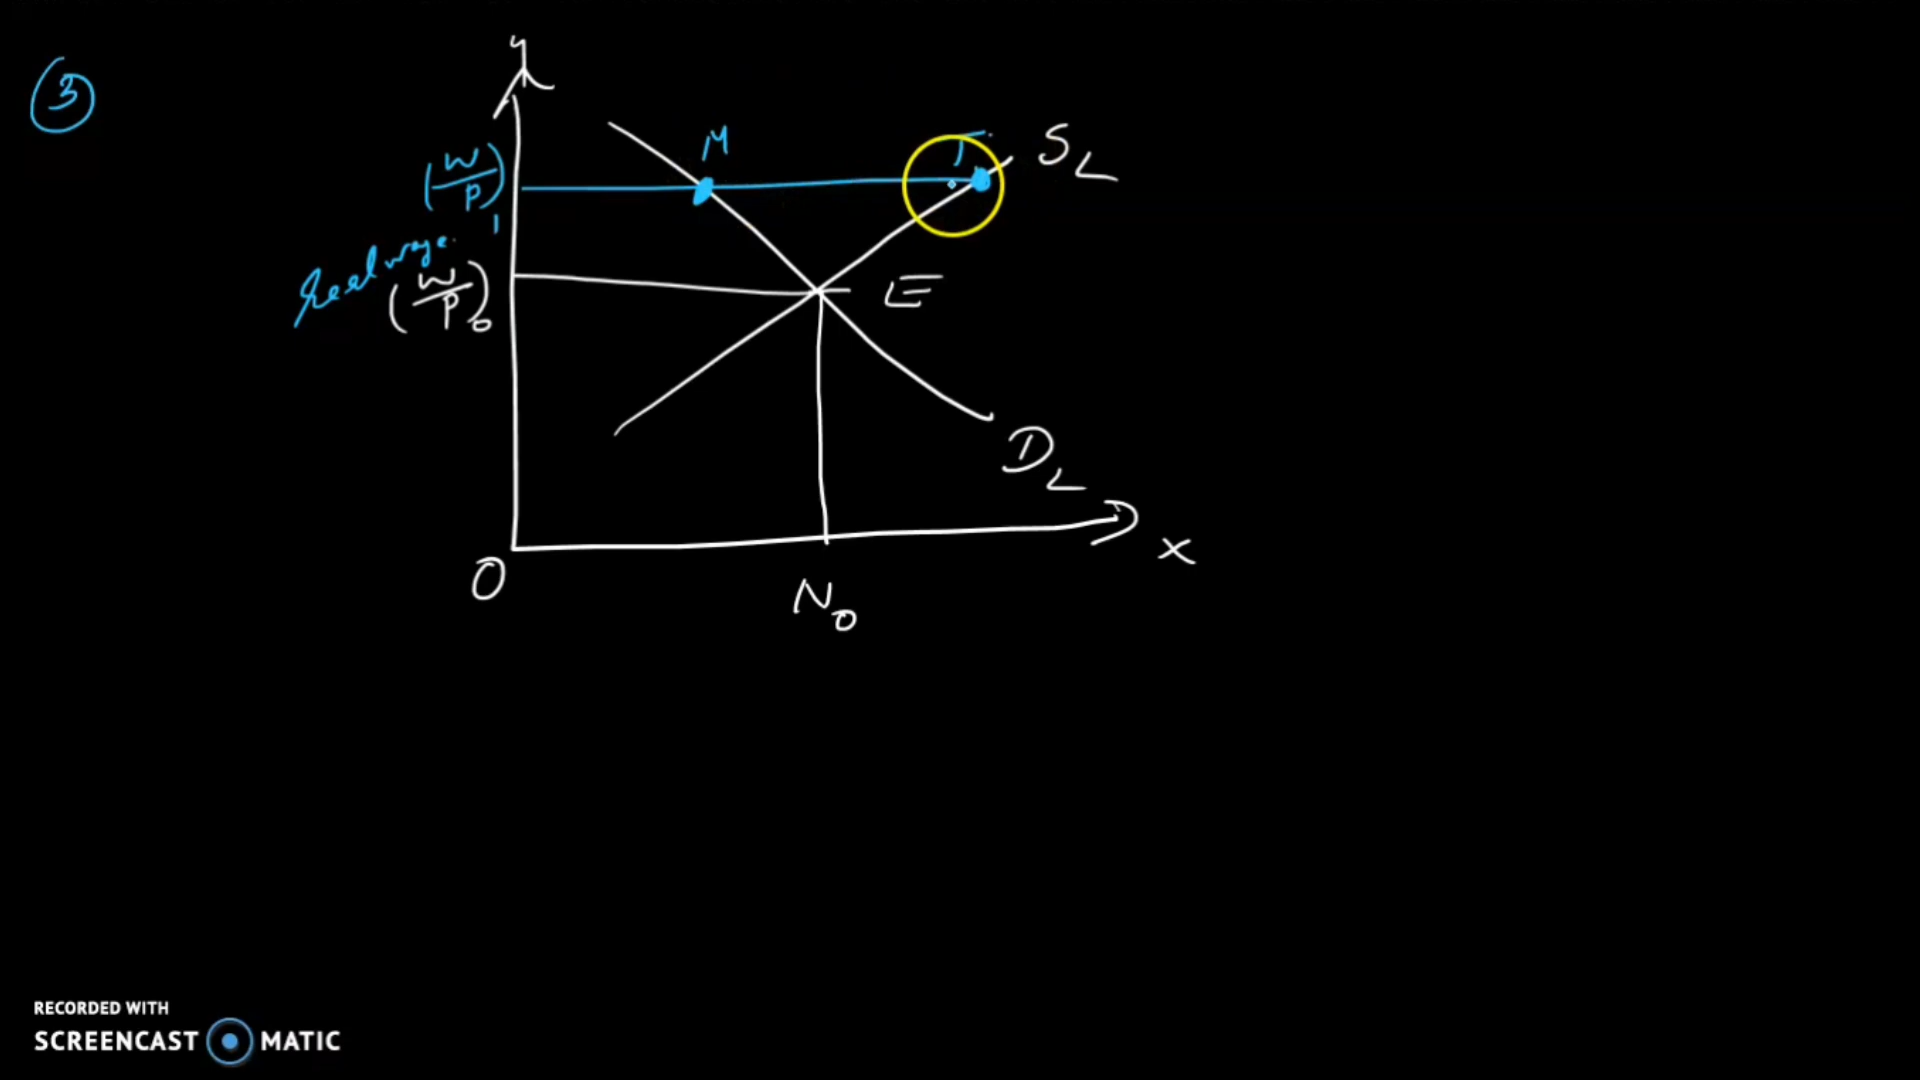 3
y
M
T
S_L
(W/P)_1
Real wage.
(W/P)_0
E
D_L
x
O
N_0
RECORDED WITH
SCREENCAST MATIC